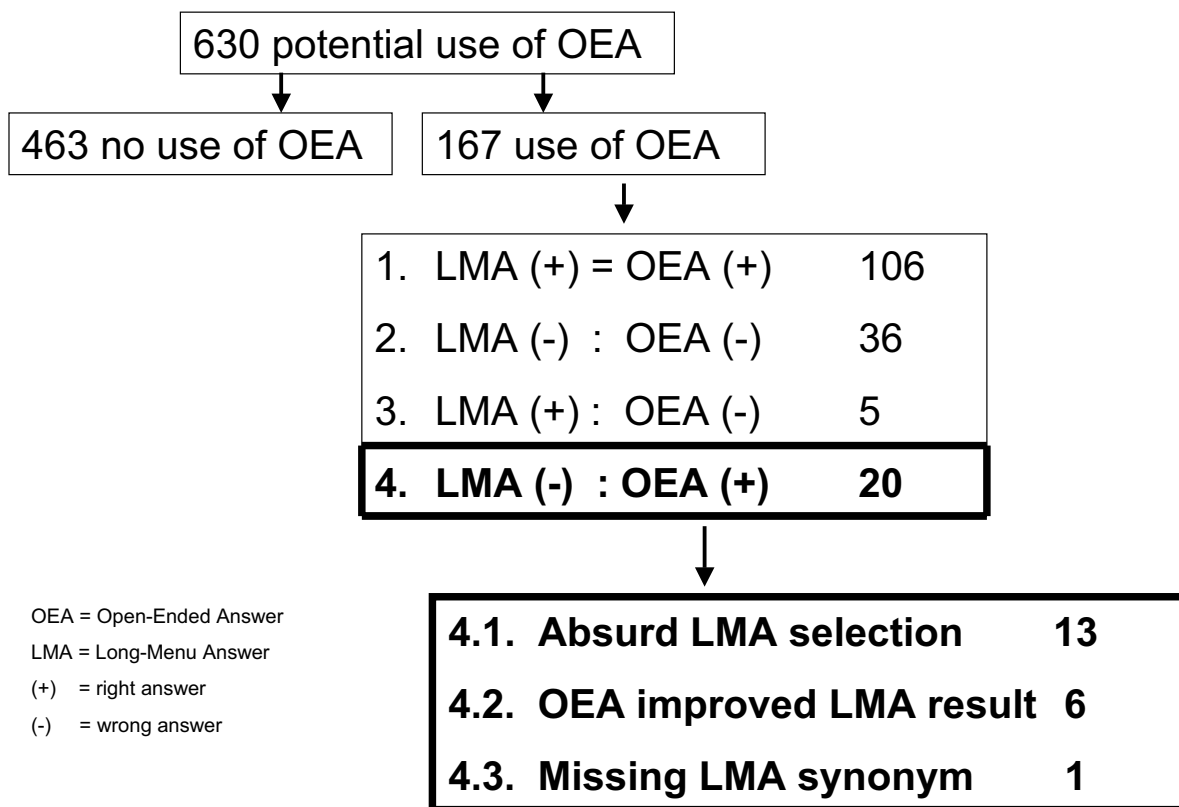 630 potential use of OEA
463 no use of OEA
167 use of OEA
1. LMA (+) = OEA (+) 106
2. LMA (-) : OEA (-) 36
3. LMA (+) : OEA (-) 5
4. LMA (-) : OEA (+) 20
4.1. Absurd LMA selection 13
4.2. OEA improved LMA result 6
4.3. Missing LMA synonym 1
OEA = Open-Ended Answer
LMA = Long-Menu Answer
(+) = right answer
(-) = wrong answer